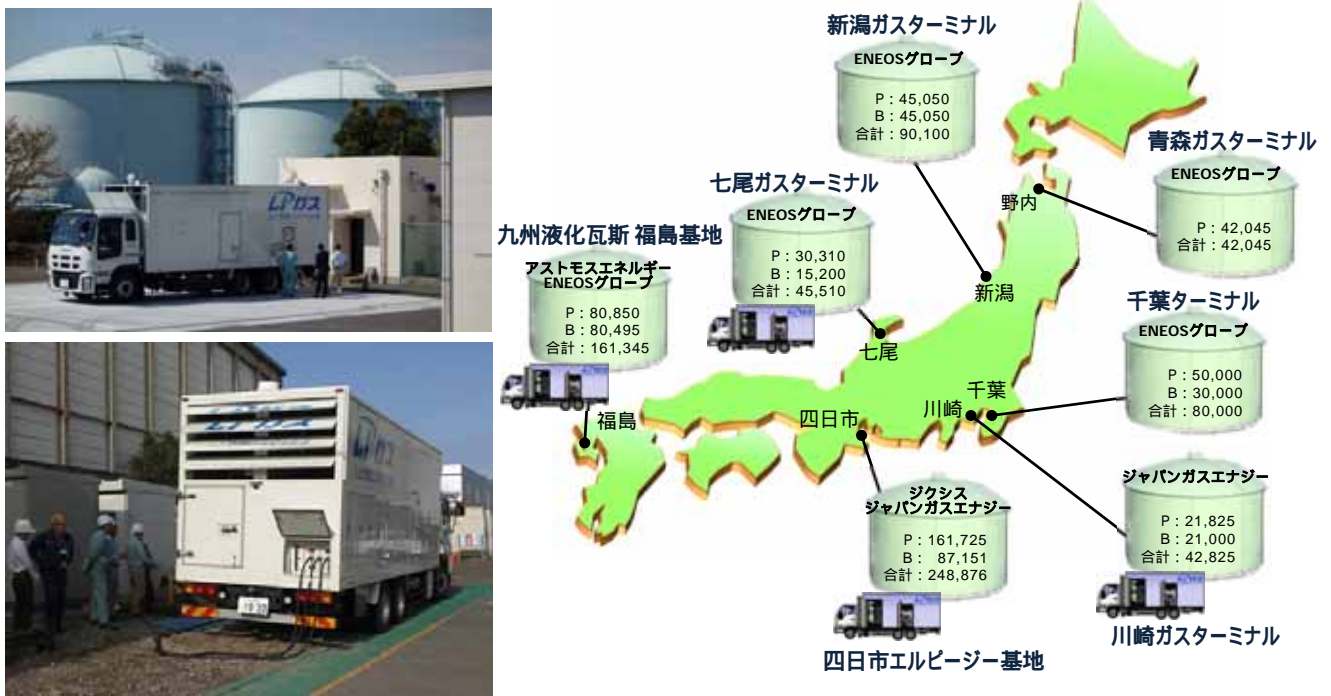 LPガス
LPガス
新潟ガスターミナル
ENEOSグローブ
P：45,050
B：45,050
合計：90,100
青森ガスターミナル
ENEOSグローブ
P：42,045
合計：42,045
七尾ガスターミナル
ENEOSグローブ
P：30,310
B：15,200
合計：45,510
九州液化瓦斯 福島基地
アストモスエネルギー
ENEOSグローブ
P：80,850
B：80,495
合計：161,345
千葉ターミナル
ENEOSグローブ
P：50,000
B：30,000
合計：80,000
野内
新潟
七尾
千葉
川崎
四日市
福島
ジクシス
ジャパンガスエナジー
P：161,725
B： 87,151
合計：248,876
四日市エルピージー基地
ジャパンガスエナジー
P：21,825
B：21,000
合計：42,825
川崎ガスターミナル